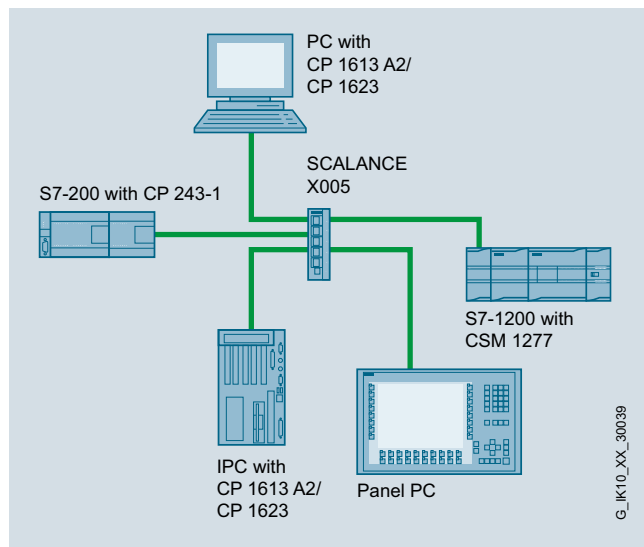 PC with
CP 1613 A2/
CP 1623
SCALANCE
X005
S7-200 with CP 243-1
S7-1200 with
CSM 1277
IPC with
CP 1613 A2/
CP 1623
Panel PC
G_IK10_XX_30039